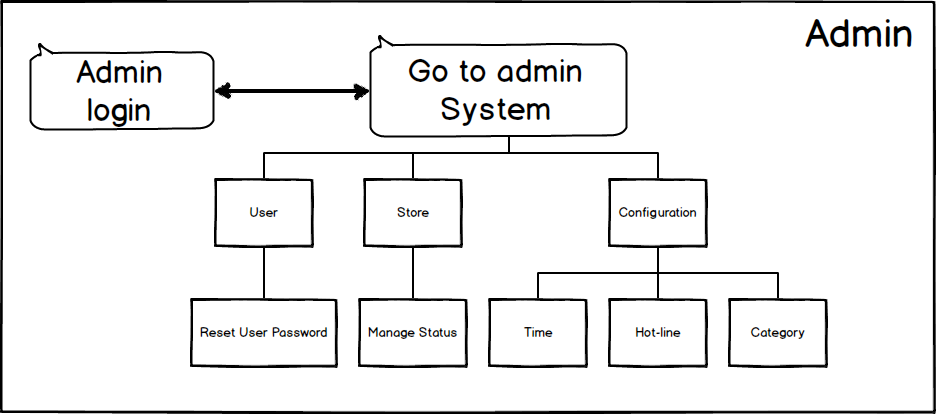 Admin
Admin
login
Go to admin
System
User
Store
Configuration
Reset User Password
Manage Status
Time
Hot-line
Category